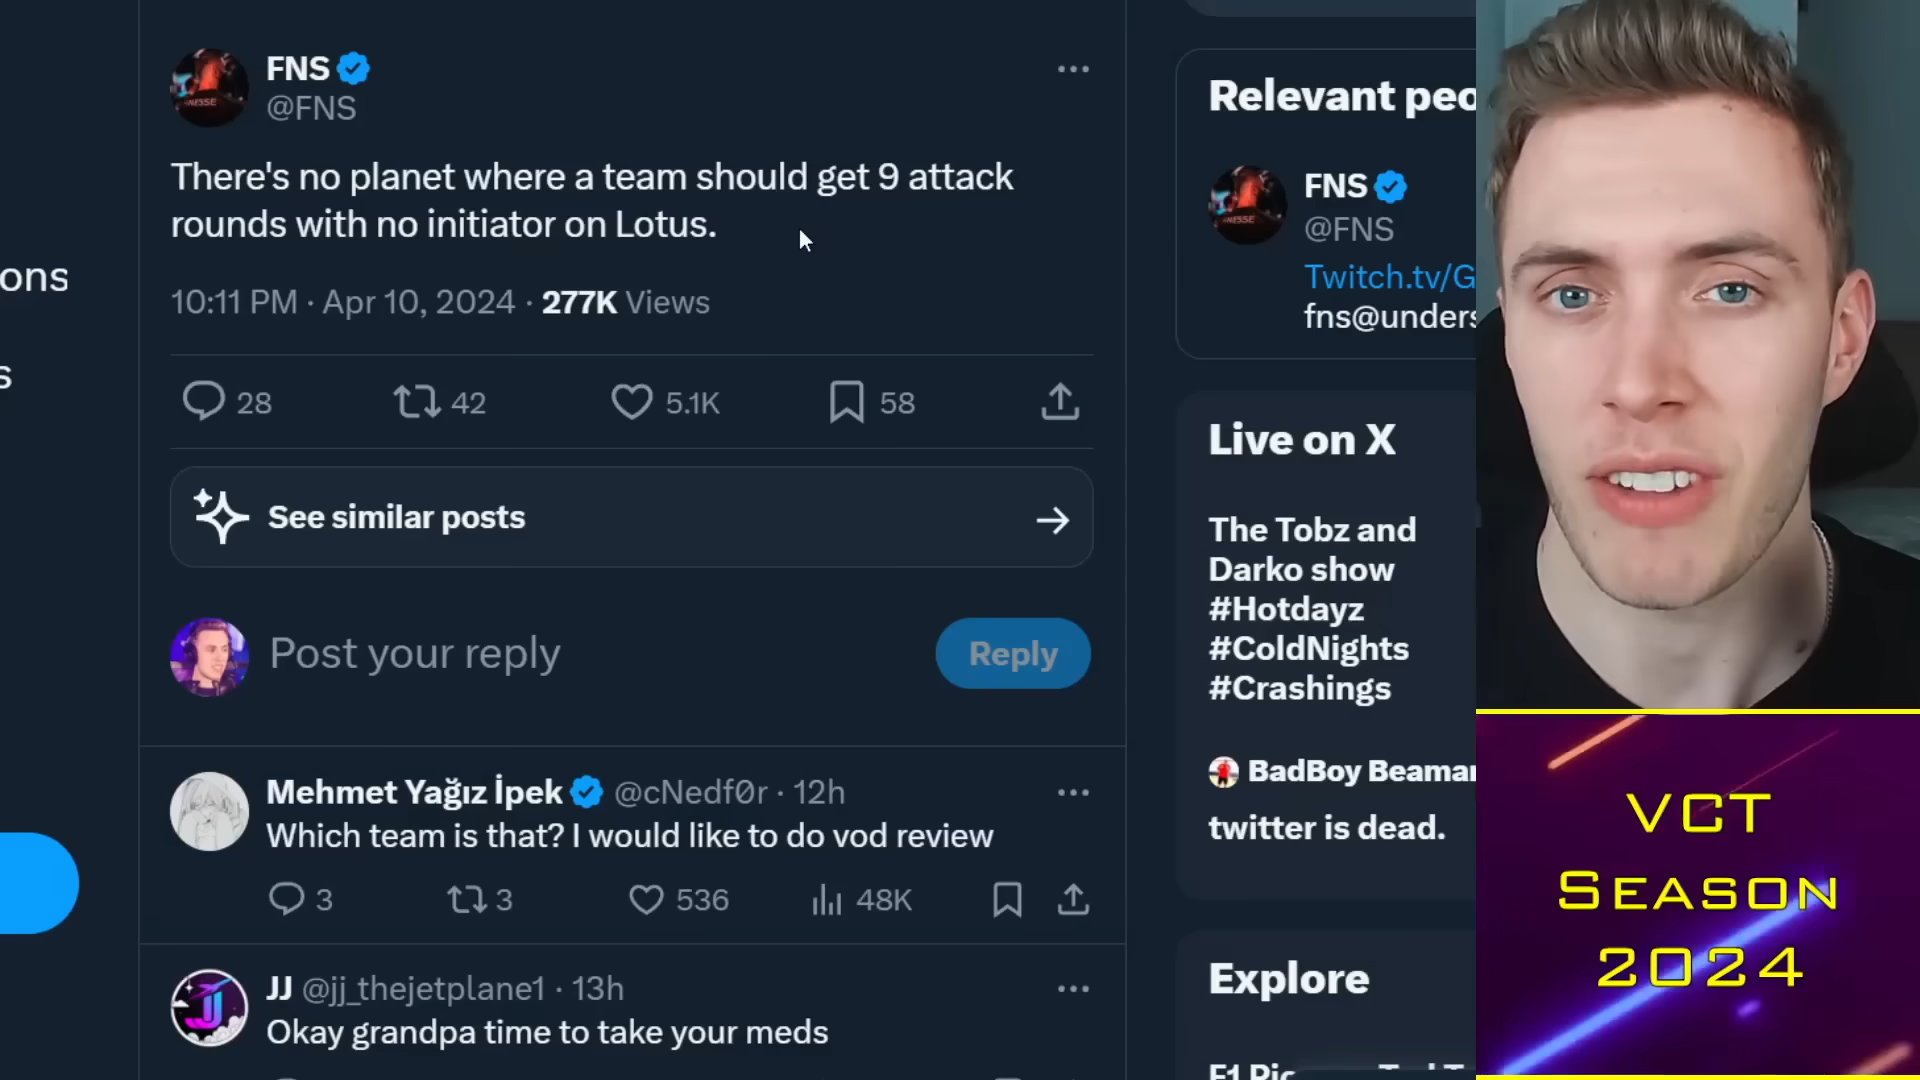 FNS
@FNS
There's no planet where a team should get 9 attack
rounds with no initiator on Lotus.
10:11 PM · Apr 10, 2024 · 277K Views
28 42 5.1K 58
See similar posts
Post your reply
Reply
Mehmet Yağız İpek @cNedf0r · 12h
Which team is that? I would like to do vod review
3 3 536 48K
JJ @jj_thejetplane1 · 13h
Okay grandpa time to take your meds
ons
s
Relevant peo
FNS
@FNS
Twitch.tv/G
fns@unders
Live on X
The Tobz and
Darko show
#Hotdayz
#ColdNights
#Crashings
BadBoy Beaman
twitter is dead.
Explore
VCT
SEASON
2024